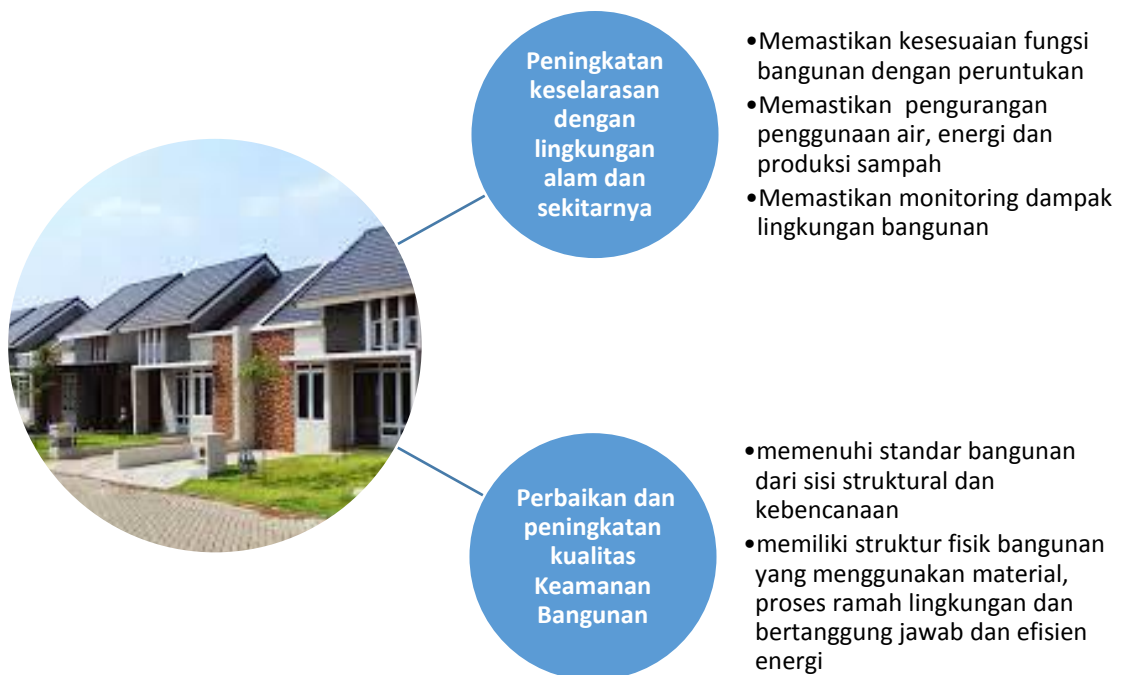 Peningkatan
keselarasan
dengan
lingkungan
alam dan
sekitarnya
•Memastikan kesesuaian fungsi
bangunan dengan peruntukan
•Memastikan pengurangan
penggunaan air, energi dan
produksi sampah
•Memastikan monitoring dampak
lingkungan bangunan
Perbaikan dan
peningkatan
kualitas
Keamanan
Bangunan
•memenuhi standar bangunan
dari sisi struktural dan
kebencanaan
•memiliki struktur fisik bangunan
yang menggunakan material,
proses ramah lingkungan dan
bertanggung jawab dan efisien
energi